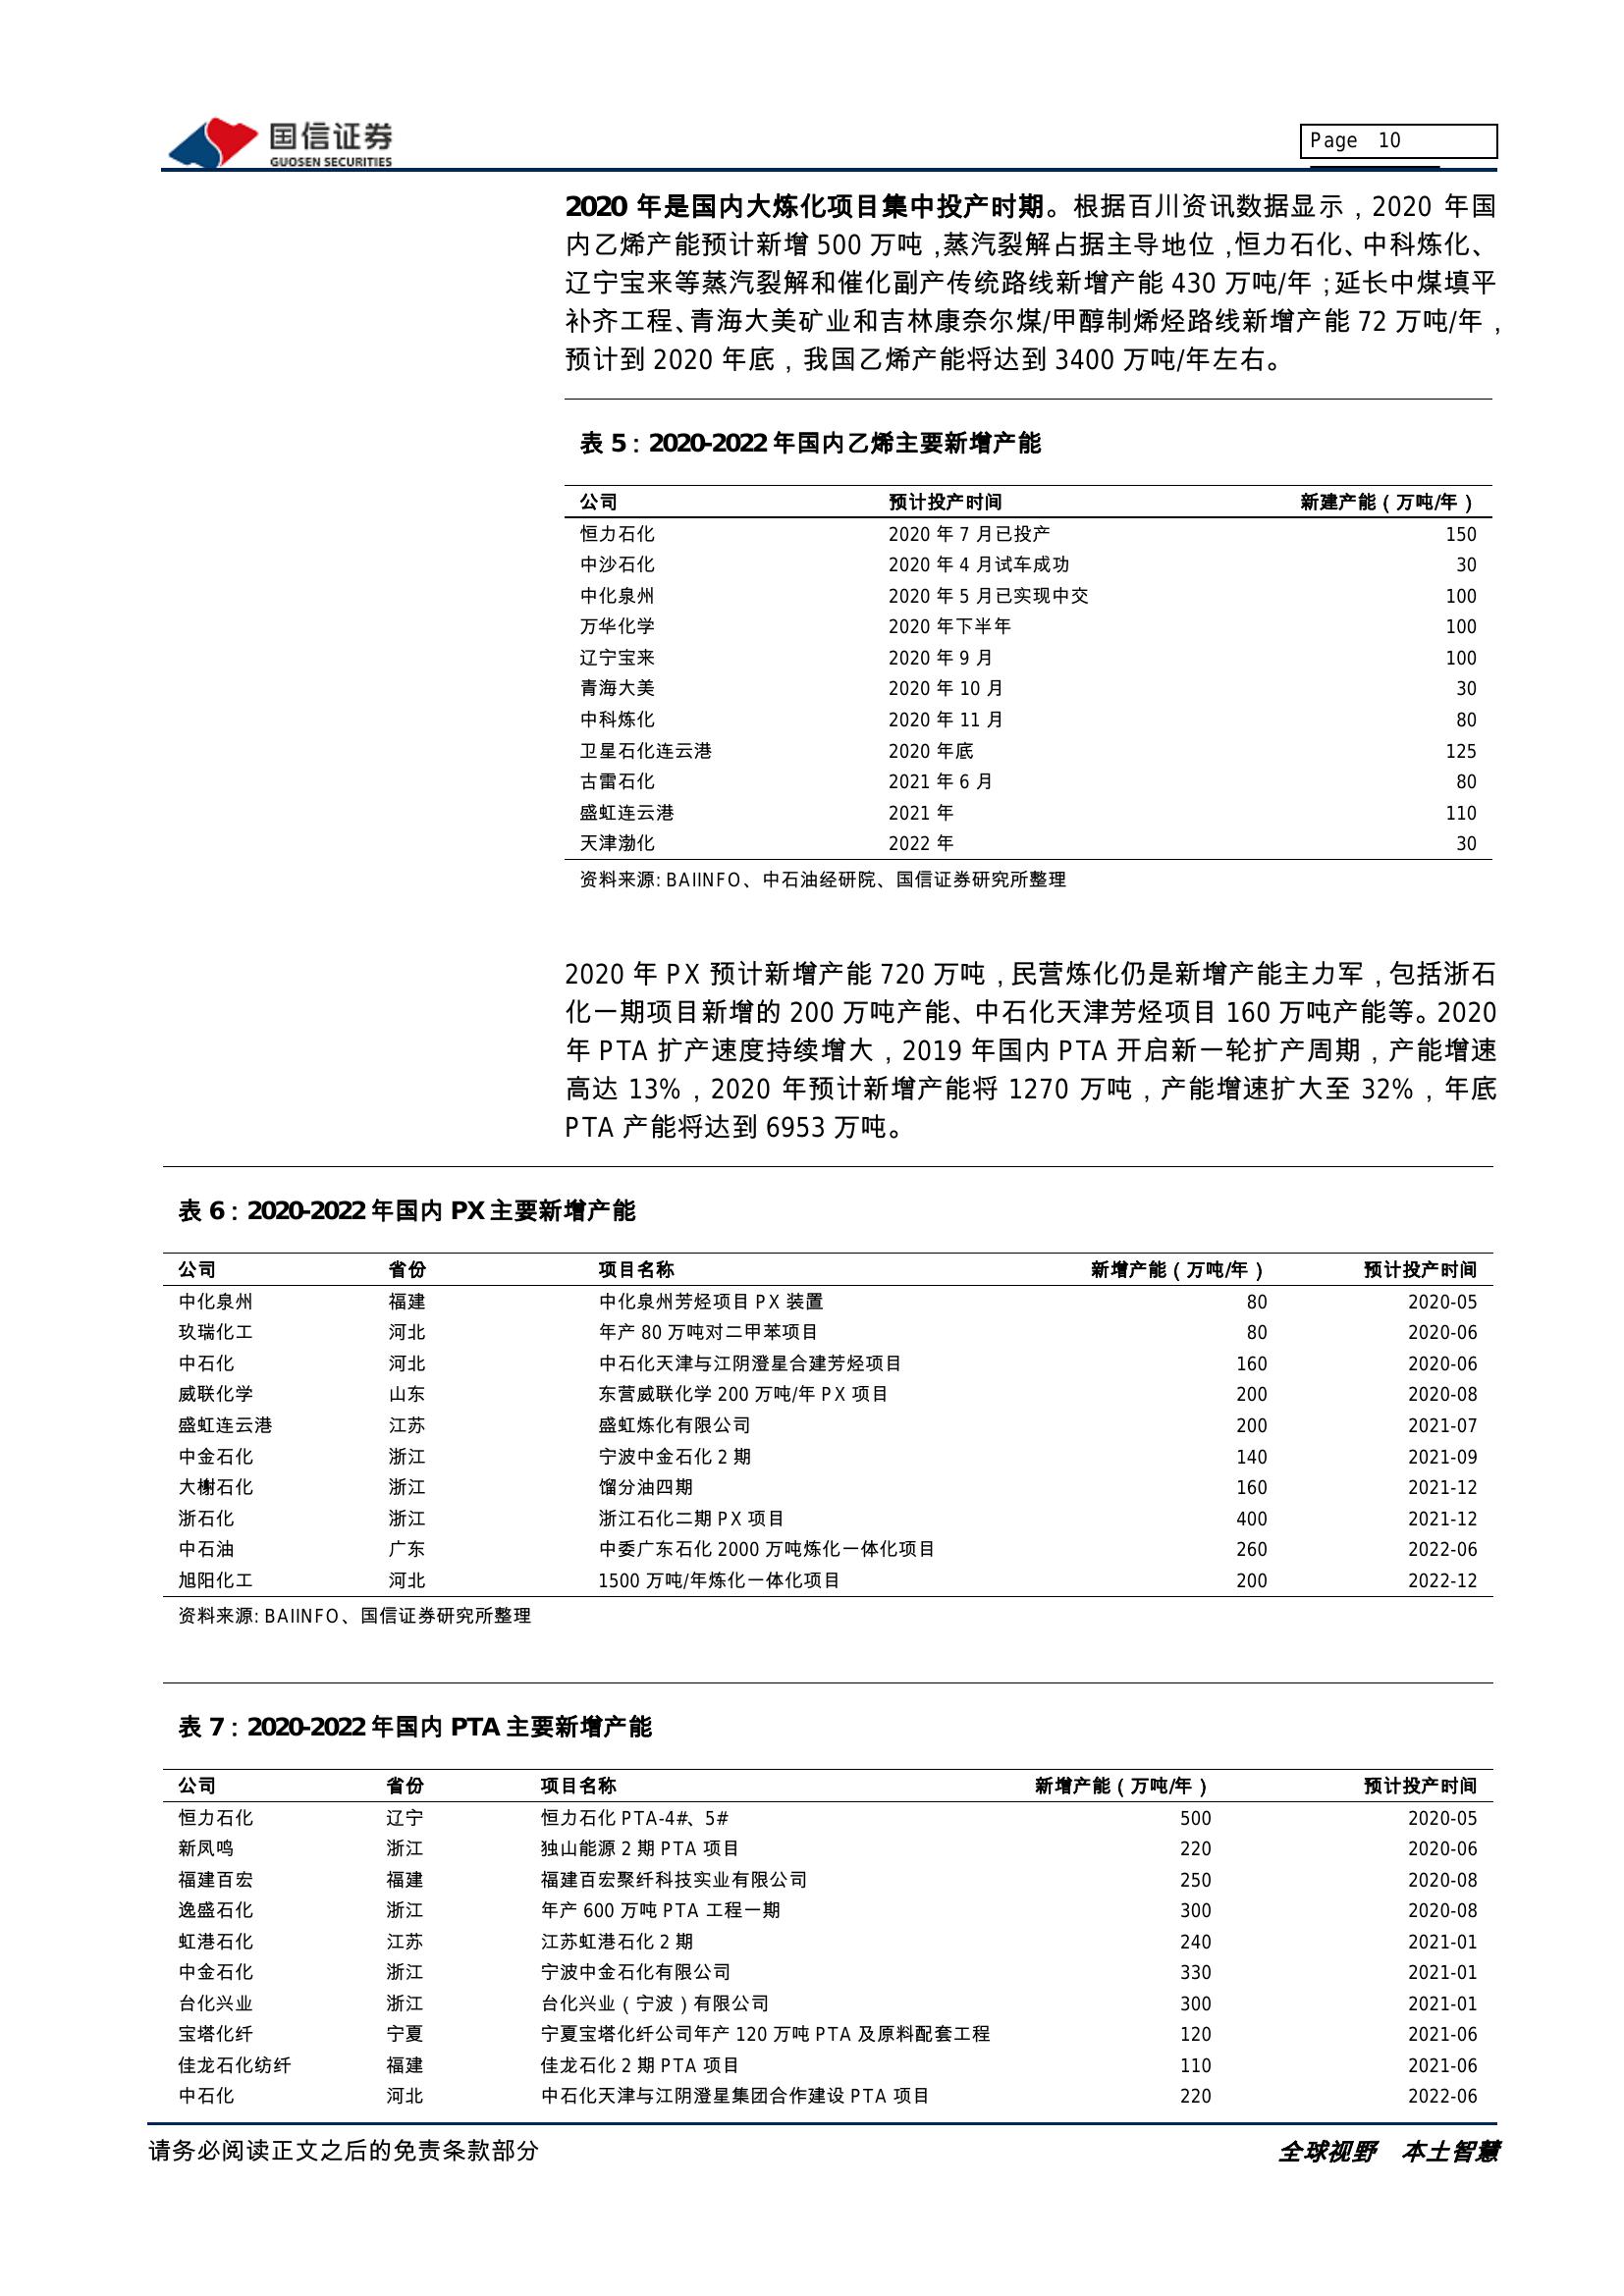 国信证券
GUOSEN SECURITIES
Page 10
2020 年是国内大炼化项目集中投产时期。根据百川资讯数据显示，2020 年国
内乙烯产能预计新增 500 万吨，蒸汽裂解占据主导地位，恒力石化、中科炼化、
辽宁宝来等蒸汽裂解和催化副产传统路线新增产能 430 万吨/年；延长中煤填平
补齐工程、青海大美矿业和吉林康奈尔煤/甲醇制烯烃路线新增产能 72 万吨/年，
预计到 2020 年底，我国乙烯产能将达到 3400 万吨/年左右。
表 5：2020-2022 年国内乙烯主要新增产能
公司 预计投产时间 新建产能（万吨/年）
恒力石化 2020 年 7 月已投产 150
中沙石化 2020 年 4 月试车成功 30
中化泉州 2020 年 5 月已实现中交 100
万华化学 2020 年下半年 100
辽宁宝来 2020 年 9 月 100
青海大美 2020 年 10 月 30
中科炼化 2020 年 11 月 80
卫星石化连云港 2020 年底 125
古雷石化 2021 年 6 月 80
盛虹连云港 2021 年 110
天津渤化 2022 年 30
资料来源: BAIINFO、中石油经研院、国信证券研究所整理
2020 年 PX 预计新增产能 720 万吨，民营炼化仍是新增产能主力军，包括浙石
化一期项目新增的 200 万吨产能、中石化天津芳烃项目 160 万吨产能等。2020
年 PTA 扩产速度持续增大，2019 年国内 PTA 开启新一轮扩产周期，产能增速
高达 13%，2020 年预计新增产能将 1270 万吨，产能增速扩大至 32%，年底
PTA 产能将达到 6953 万吨。
表 6：2020-2022 年国内 PX 主要新增产能
公司 省份 项目名称 新增产能（万吨/年） 预计投产时间
中化泉州 福建 中化泉州芳烃项目 PX 装置 80 2020-05
玖瑞化工 河北 年产 80 万吨对二甲苯项目 80 2020-06
中石化 河北 中石化天津与江阴澄星合建芳烃项目 160 2020-06
威联化学 山东 东营威联化学 200 万吨/年 PX 项目 200 2020-08
盛虹连云港 江苏 盛虹炼化有限公司 200 2021-07
中金石化 浙江 宁波中金石化 2 期 140 2021-09
大榭石化 浙江 馏分油四期 160 2021-12
浙石化 浙江 浙江石化二期 PX 项目 400 2021-12
中石油 广东 中委广东石化 2000 万吨炼化一体化项目 260 2022-06
旭阳化工 河北 1500 万吨/年炼化一体化项目 200 2022-12
资料来源: BAIINFO、国信证券研究所整理
表 7：2020-2022 年国内 PTA 主要新增产能
公司 省份 项目名称 新增产能（万吨/年） 预计投产时间
恒力石化 辽宁 恒力石化 PTA-4#、5# 500 2020-05
新凤鸣 浙江 独山能源 2 期 PTA 项目 220 2020-06
福建百宏 福建 福建百宏聚纤科技实业有限公司 250 2020-08
逸盛石化 浙江 年产 600 万吨 PTA 工程一期 300 2020-08
虹港石化 江苏 江苏虹港石化 2 期 240 2021-01
中金石化 浙江 宁波中金石化有限公司 330 2021-01
台化兴业 浙江 台化兴业（宁波）有限公司 300 2021-01
宝塔化纤 宁夏 宁夏宝塔化纤公司年产 120 万吨 PTA 及原料配套工程 120 2021-06
佳龙石化纺纤 福建 佳龙石化 2 期 PTA 项目 110 2021-06
中石化 河北 中石化天津与江阴澄星集团合作建设 PTA 项目 220 2022-06
请务必阅读正文之后的免责条款部分 全球视野 本土智慧